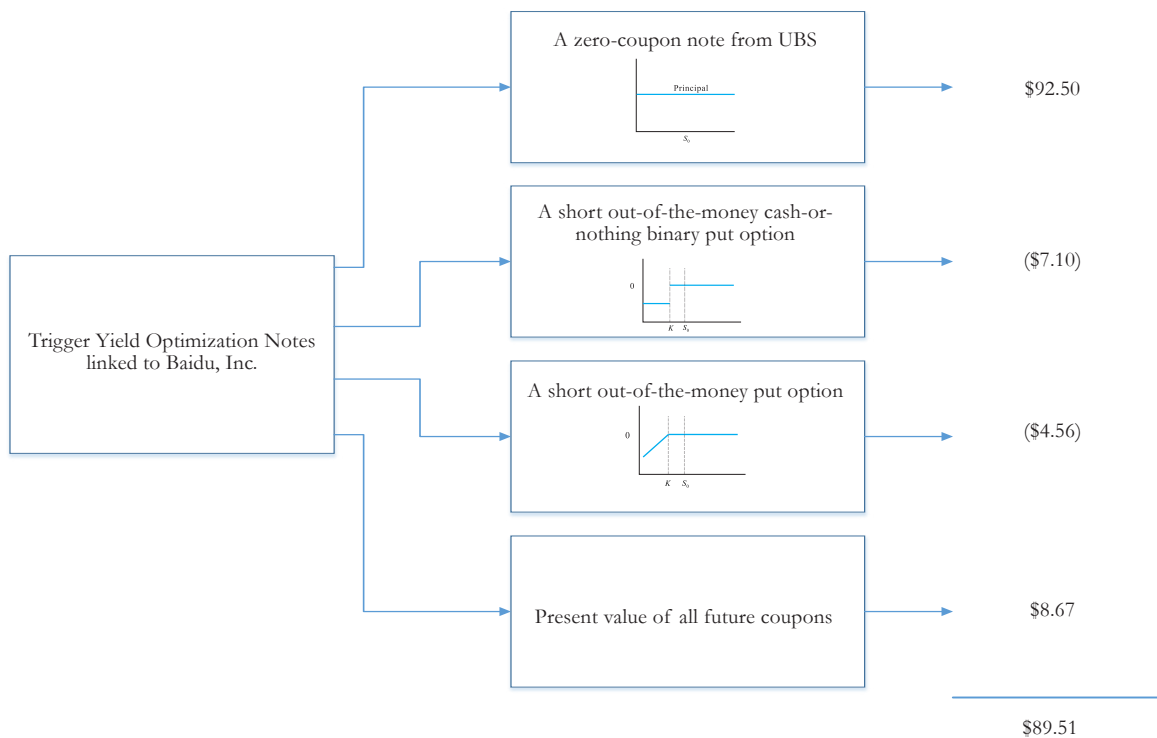 A zero-coupon note from UBS
Principal
S0
$92.50
A short out-of-the-money cash-or-
nothing binary put option
0
K
S0
($7.10)
Trigger Yield Optimization Notes
linked to Baidu, Inc.
A short out-of-the-money put option
0
K
S0
($4.56)
Present value of all future coupons
$8.67
$89.51